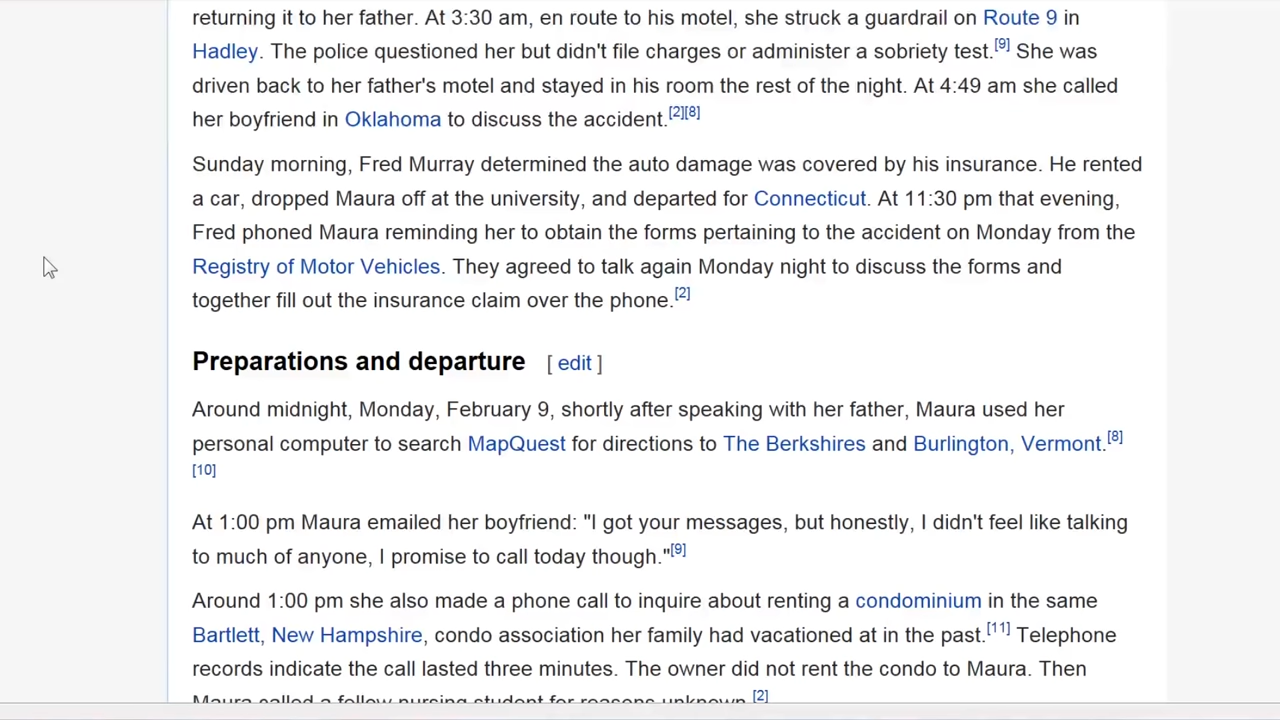 returning it to her father. At 3:30 am, en route to his motel, she struck a guardrail on Route 9 in
Hadley. The police questioned her but didn't file charges or administer a sobriety test.[9] She was
driven back to her father's motel and stayed in his room the rest of the night. At 4:49 am she called
her boyfriend in Oklahoma to discuss the accident.[2][8]
Sunday morning, Fred Murray determined the auto damage was covered by his insurance. He rented
a car, dropped Maura off at the university, and departed for Connecticut. At 11:30 pm that evening,
Fred phoned Maura reminding her to obtain the forms pertaining to the accident on Monday from the
Registry of Motor Vehicles. They agreed to talk again Monday night to discuss the forms and
together fill out the insurance claim over the phone.[2]
Preparations and departure [ edit ]
Around midnight, Monday, February 9, shortly after speaking with her father, Maura used her
personal computer to search MapQuest for directions to The Berkshires and Burlington, Vermont.[8]
[10]
At 1:00 pm Maura emailed her boyfriend: "I got your messages, but honestly, I didn't feel like talking
to much of anyone, I promise to call today though."[9]
Around 1:00 pm she also made a phone call to inquire about renting a condominium in the same
Bartlett, New Hampshire, condo association her family had vacationed at in the past.[11] Telephone
records indicate the call lasted three minutes. The owner did not rent the condo to Maura. Then
Maura called a fellow nursing student for reasons unknown.[2]